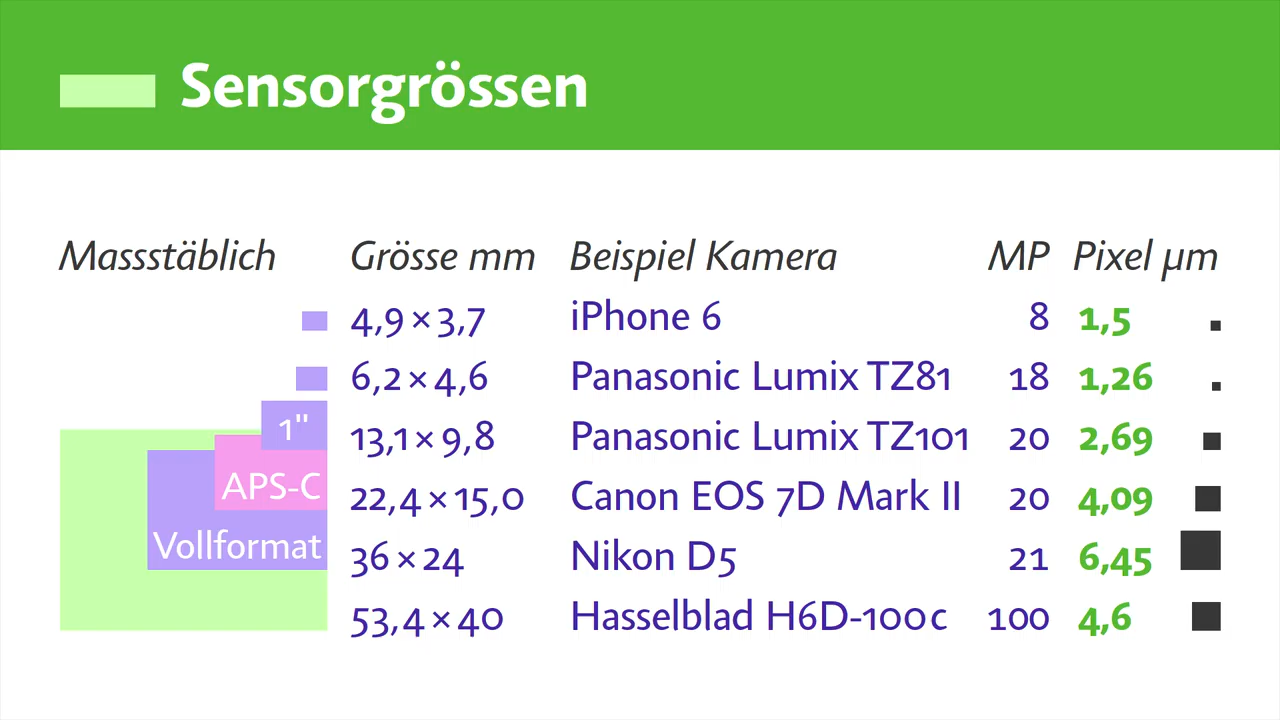 Sensorgrössen
Massstäblich Grösse mm Beispiel Kamera MP Pixel µm
4,9 × 3,7 iPhone 6 8 1,5
6,2 × 4,6 Panasonic Lumix TZ81 18 1,26
1" 13,1 × 9,8 Panasonic Lumix TZ101 20 2,69
APS-C 22,4 × 15,0 Canon EOS 7D Mark II 20 4,09
Vollformat 36 × 24 Nikon D5 21 6,45
53,4 × 40 Hasselblad H6D-100c 100 4,6